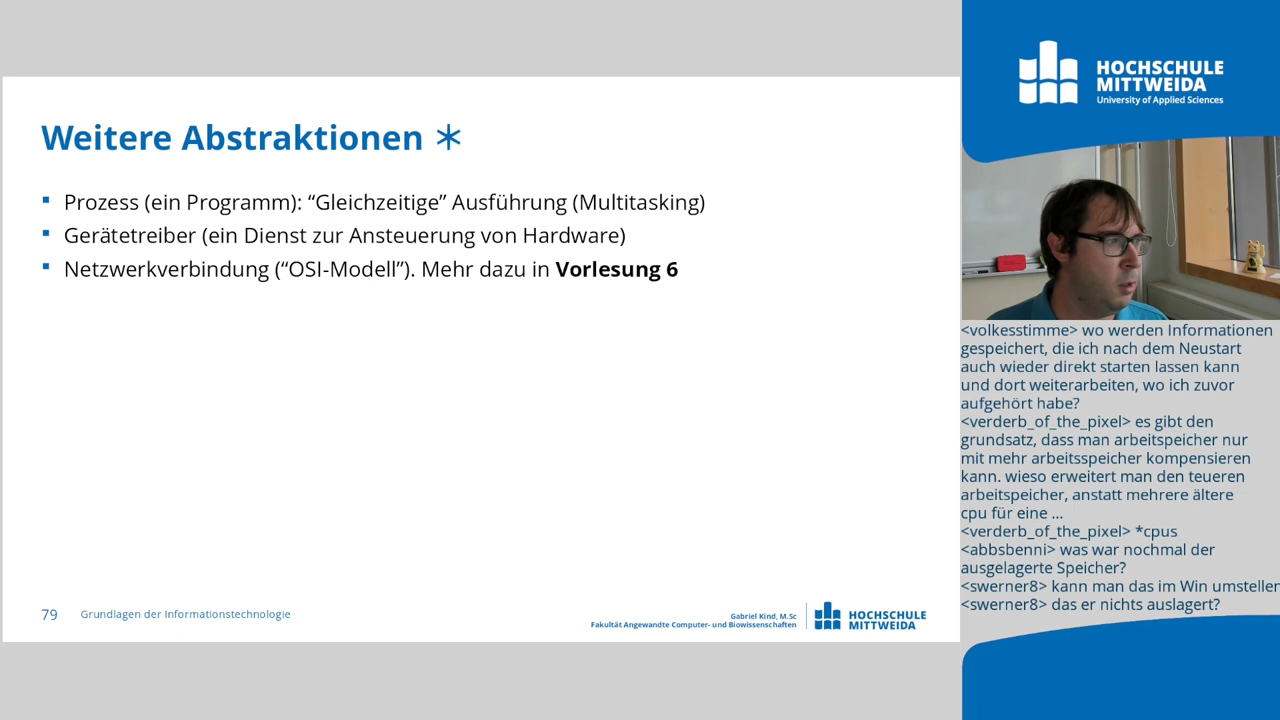 Weitere Abstraktionen ∗
▪ Prozess (ein Programm): “Gleichzeitige” Ausführung (Multitasking)
▪ Gerätetreiber (ein Dienst zur Ansteuerung von Hardware)
▪ Netzwerkverbindung (“OSI-Modell”). Mehr dazu in Vorlesung 6
79 Grundlagen der Informationstechnologie
Gabriel Kind, M.Sc
Fakultät Angewandte Computer- und Biowissenschaften
HOCHSCHULE
MITTWEIDA
HOCHSCHULE
MITTWEIDA
University of Applied Sciences
<volkesstimme> wo werden Informationen
gespeichert, die ich nach dem Neustart
auch wieder direkt starten lassen kann
und dort weiterarbeiten, wo ich zuvor
aufgehört habe?
<verderb_of_the_pixel> es gibt den
grundsatz, dass man arbeitspeicher nur
mit mehr arbeitsspeicher kompensieren
kann. wieso erweitert man den teueren
arbeitspeicher, anstatt mehrere ältere
cpu für eine ...
<verderb_of_the_pixel> *cpus
<abbsbenni> was war nochmal der
ausgelagerte Speicher?
<swerner8> kann man das im Win umstellen
<swerner8> das er nichts auslagert?